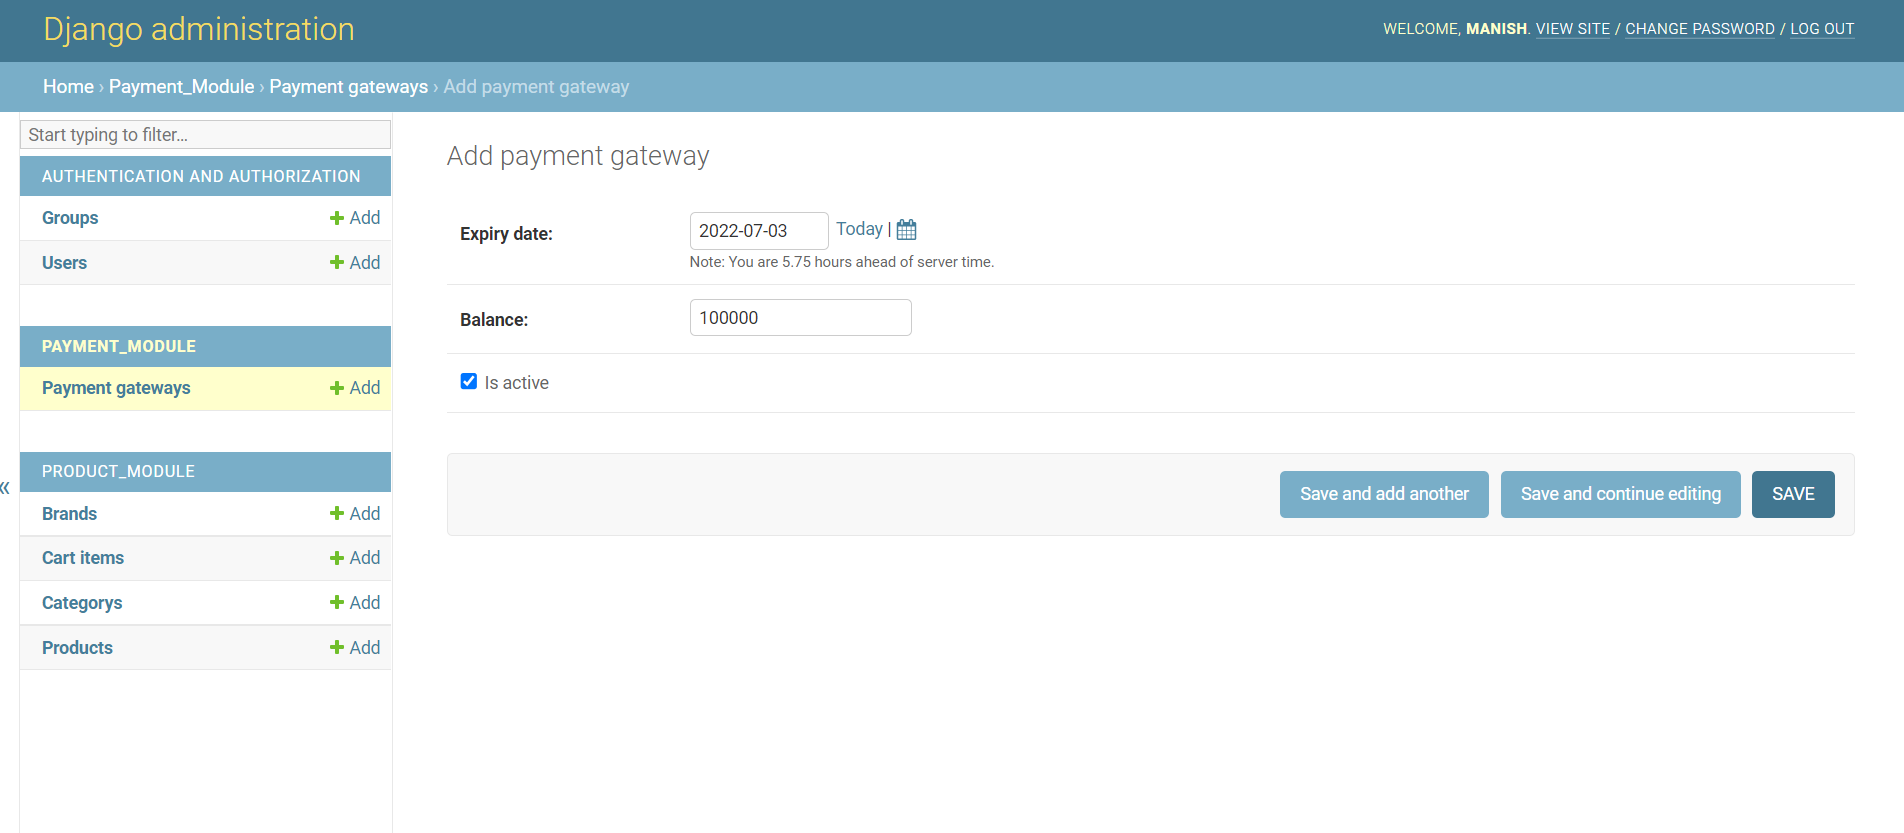 Django administration
WELCOME, MANISH. VIEW SITE / CHANGE PASSWORD / LOG OUT
Home › Payment_Module › Payment gateways › Add payment gateway
Start typing to filter...
AUTHENTICATION AND AUTHORIZATION
Groups + Add
Users + Add
PAYMENT_MODULE
Payment gateways + Add
PRODUCT_MODULE
Brands + Add
Cart items + Add
Categorys + Add
Products + Add
«
Add payment gateway
Expiry date: 2022-07-03 Today |
Note: You are 5.75 hours ahead of server time.
Balance: 100000
Is active
Save and add another Save and continue editing SAVE